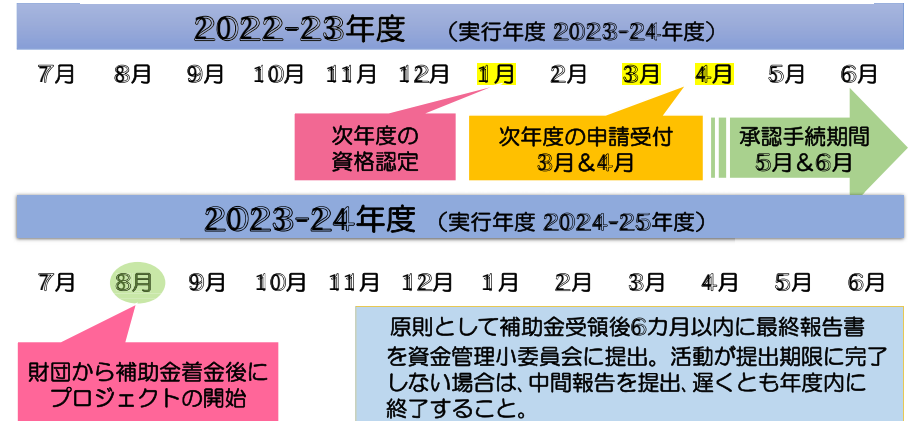 2022-23年度 （実行年度 2023-24年度）
7月 8月 9月 10月 11月 12月 1月 2月 3月 4月 5月 6月
次年度の
資格認定
次年度の申請受付
3月＆4月
承認手続期間
5月＆6月
2023-24年度 （実行年度 2024-25年度）
7月 8月 9月 10月 11月 12月 1月 2月 3月 4月 5月 6月
財団から補助金着金後に
プロジェクトの開始
原則として補助金受領後6カ月以内に最終報告書
を資金管理小委員会に提出。活動が提出期限に完了
しない場合は、中間報告を提出、遅くとも年度内に
終了すること。